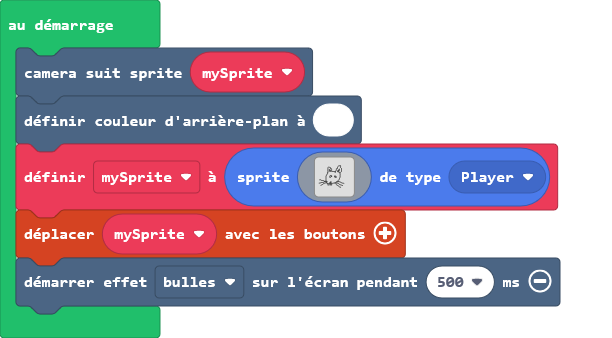 au démarrage
camera suit sprite mySprite
définir couleur d'arrière-plan à
définir mySprite à sprite de type Player
déplacer mySprite avec les boutons
démarrer effet bulles sur l'écran pendant 500 ms